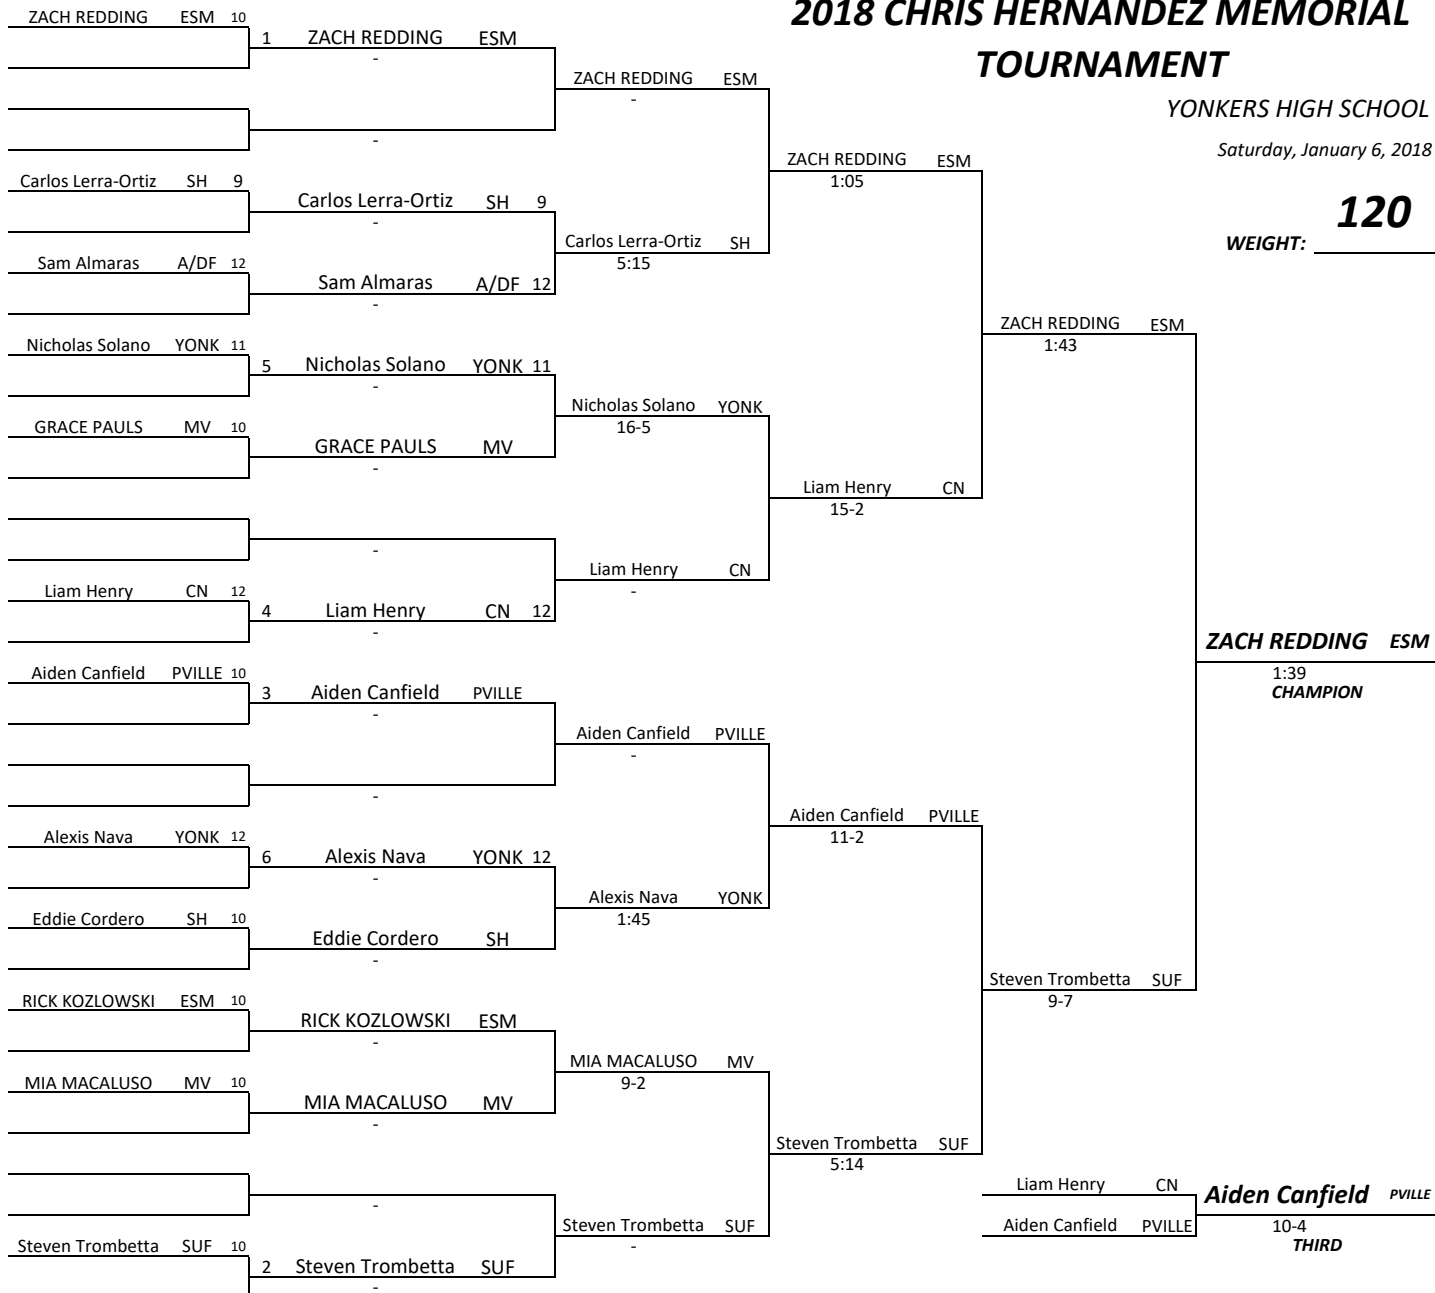 2018 CHRIS HERNANDEZ MEMORIAL
TOURNAMENT
YONKERS HIGH SCHOOL
Saturday, January 6, 2018
120
WEIGHT:
ZACH REDDING ESM 10
Carlos Lerra-Ortiz SH 9
Sam Almaras A/DF 12
Nicholas Solano YONK 11
GRACE PAULS MV 10
Liam Henry CN 12
Aiden Canfield PVILLE 10
Alexis Nava YONK 12
Eddie Cordero SH 10
RICK KOZLOWSKI ESM 10
MIA MACALUSO MV 10
Steven Trombetta SUF 10
1 ZACH REDDING ESM
-
-
Carlos Lerra-Ortiz SH 9
-
Sam Almaras A/DF 12
-
5 Nicholas Solano YONK 11
-
GRACE PAULS MV
-
-
4 Liam Henry CN 12
-
3 Aiden Canfield PVILLE
-
-
6 Alexis Nava YONK 12
-
Eddie Cordero SH
-
RICK KOZLOWSKI ESM
-
MIA MACALUSO MV
-
-
2 Steven Trombetta SUF
-
ZACH REDDING ESM
-
Carlos Lerra-Ortiz SH
5:15
Nicholas Solano YONK
16-5
Liam Henry CN
-
Aiden Canfield PVILLE
-
Alexis Nava YONK
1:45
MIA MACALUSO MV
9-2
Steven Trombetta SUF
-
ZACH REDDING ESM
1:05
Liam Henry CN
15-2
Aiden Canfield PVILLE
11-2
Steven Trombetta SUF
5:14
ZACH REDDING ESM
1:43
Steven Trombetta SUF
9-7
ZACH REDDING ESM
1:39
CHAMPION
Liam Henry CN
Aiden Canfield PVILLE
Aiden Canfield PVILLE
10-4
THIRD